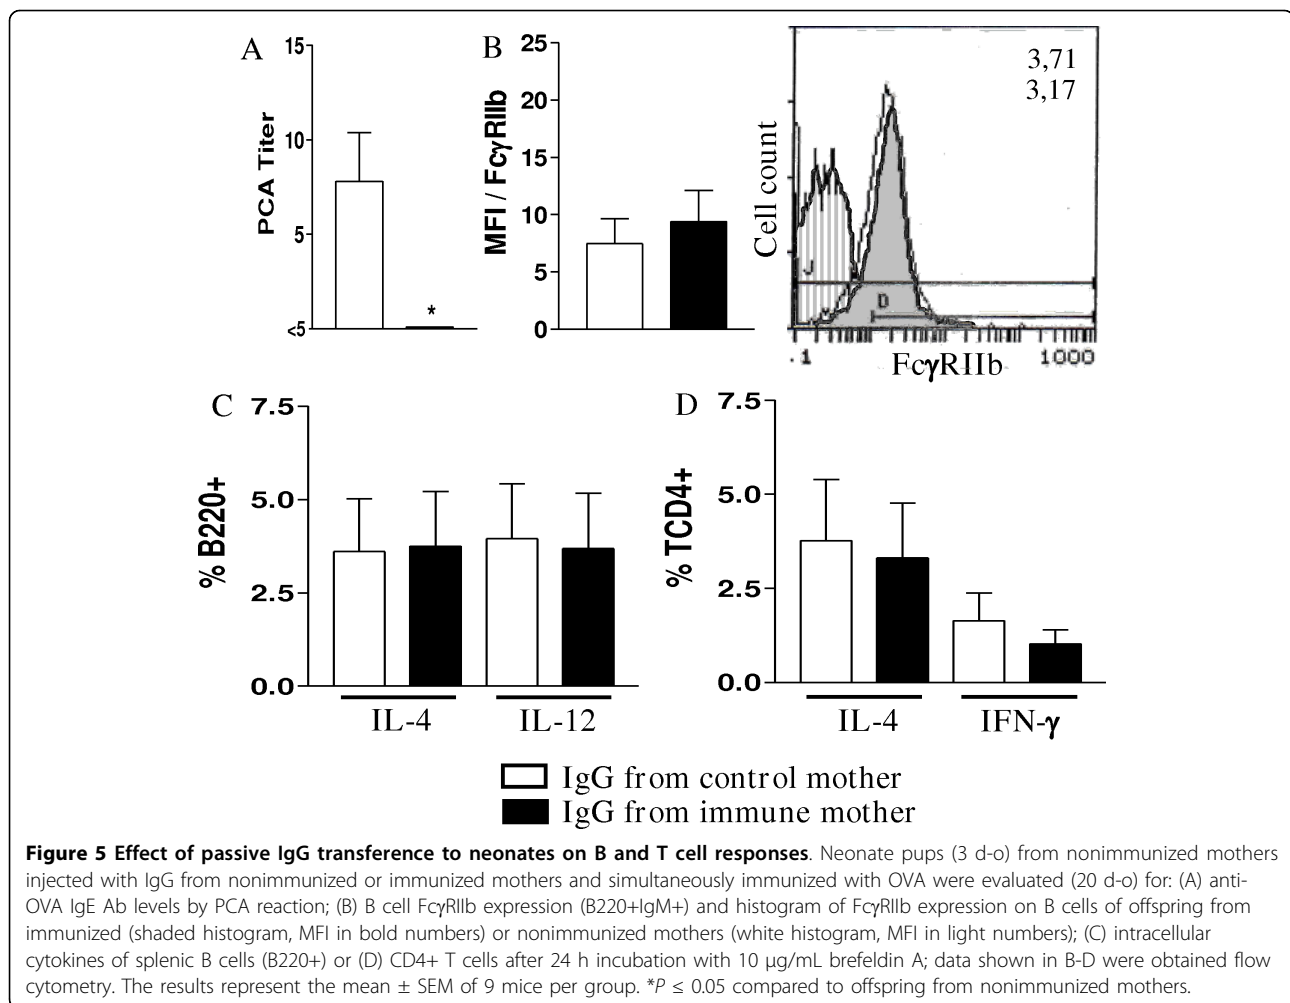 A
15
10
5
<5
PCA Titer
*
B
25
20
15
10
5
0
MFI / FcγRIIb
3,71
3,17
Cell count
J
D
.1
1000
FcγRIIb
C
7.5
5.0
2.5
0.0
% B220+
IL-4
IL-12
D
7.5
5.0
2.5
0.0
% TCD4+
IL-4
IFN-γ
IgG from control mother
IgG from immune mother
Figure 5 Effect of passive IgG transference to neonates on B and T cell responses. Neonate pups (3 d-o) from nonimmunized mothers
injected with IgG from nonimmunized or immunized mothers and simultaneously immunized with OVA were evaluated (20 d-o) for: (A) anti-
OVA IgE Ab levels by PCA reaction; (B) B cell FcγRIIb expression (B220+IgM+) and histogram of FcγRIIb expression on B cells of offspring from
immunized (shaded histogram, MFI in bold numbers) or nonimmunized mothers (white histogram, MFI in light numbers); (C) intracellular
cytokines of splenic B cells (B220+) or (D) CD4+ T cells after 24 h incubation with 10 μg/mL brefeldin A; data shown in B-D were obtained flow
cytometry. The results represent the mean ± SEM of 9 mice per group. *P ≤ 0.05 compared to offspring from nonimmunized mothers.